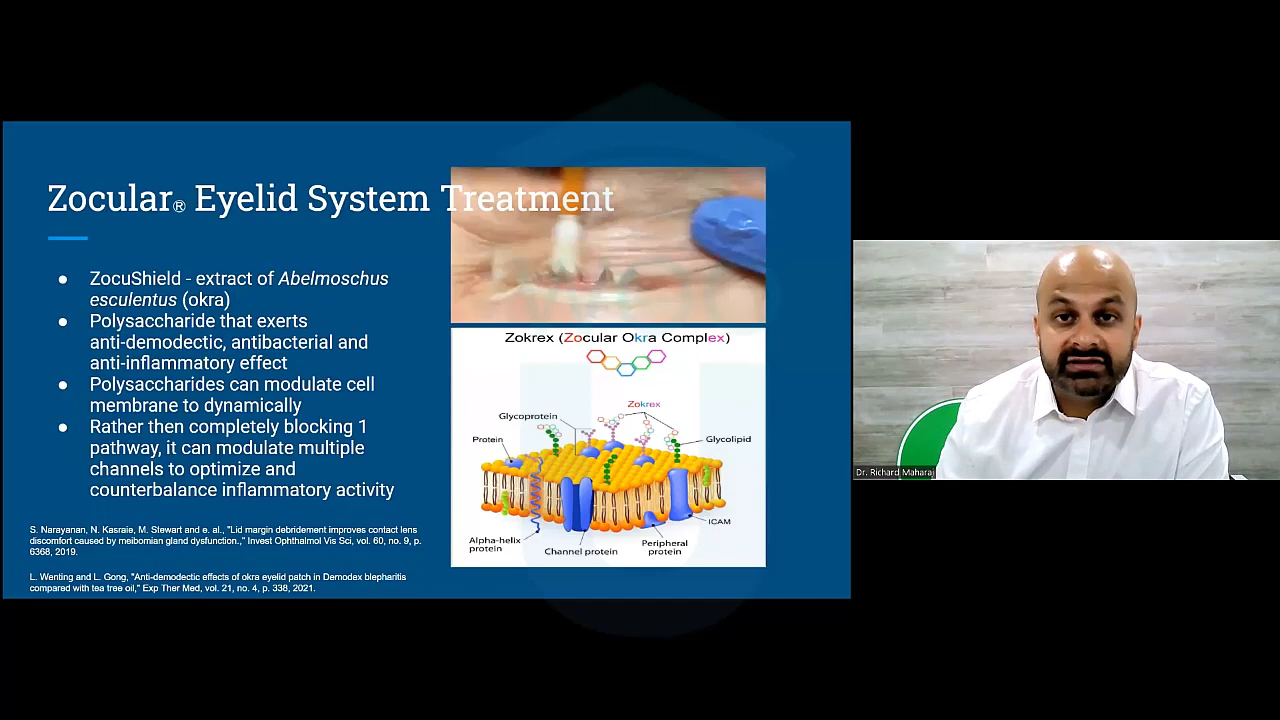 Zocular® Eyelid System Treatment
● ZocuShield - extract of Abelmoschus
esculentus (okra)
● Polysaccharide that exerts
anti-demodectic, antibacterial and
anti-inflammatory effect
● Polysaccharides can modulate cell
membrane to dynamically
● Rather then completely blocking 1
pathway, it can modulate multiple
channels to optimize and
counterbalance inflammatory activity
S. Narayanan, N. Kasraie, M. Stewart and e. al., "Lid margin debridement improves contact lens
discomfort caused by meibomian gland dysfunction.," Invest Ophthalmol Vis Sci, vol. 60, no. 9, p.
6368, 2019.
L. Wenting and L. Gong, "Anti-demodectic effects of okra eyelid patch in Demodex blepharitis
compared with tea tree oil," Exp Ther Med, vol. 21, no. 4, p. 338, 2021.
Zokrex (Zocular Okra Complex)
Zokrex
Glycoprotein
Protein
Glycolipid
ICAM
Alpha-helix
protein
Channel protein
Peripheral
protein
Dr. Richard Maharaj